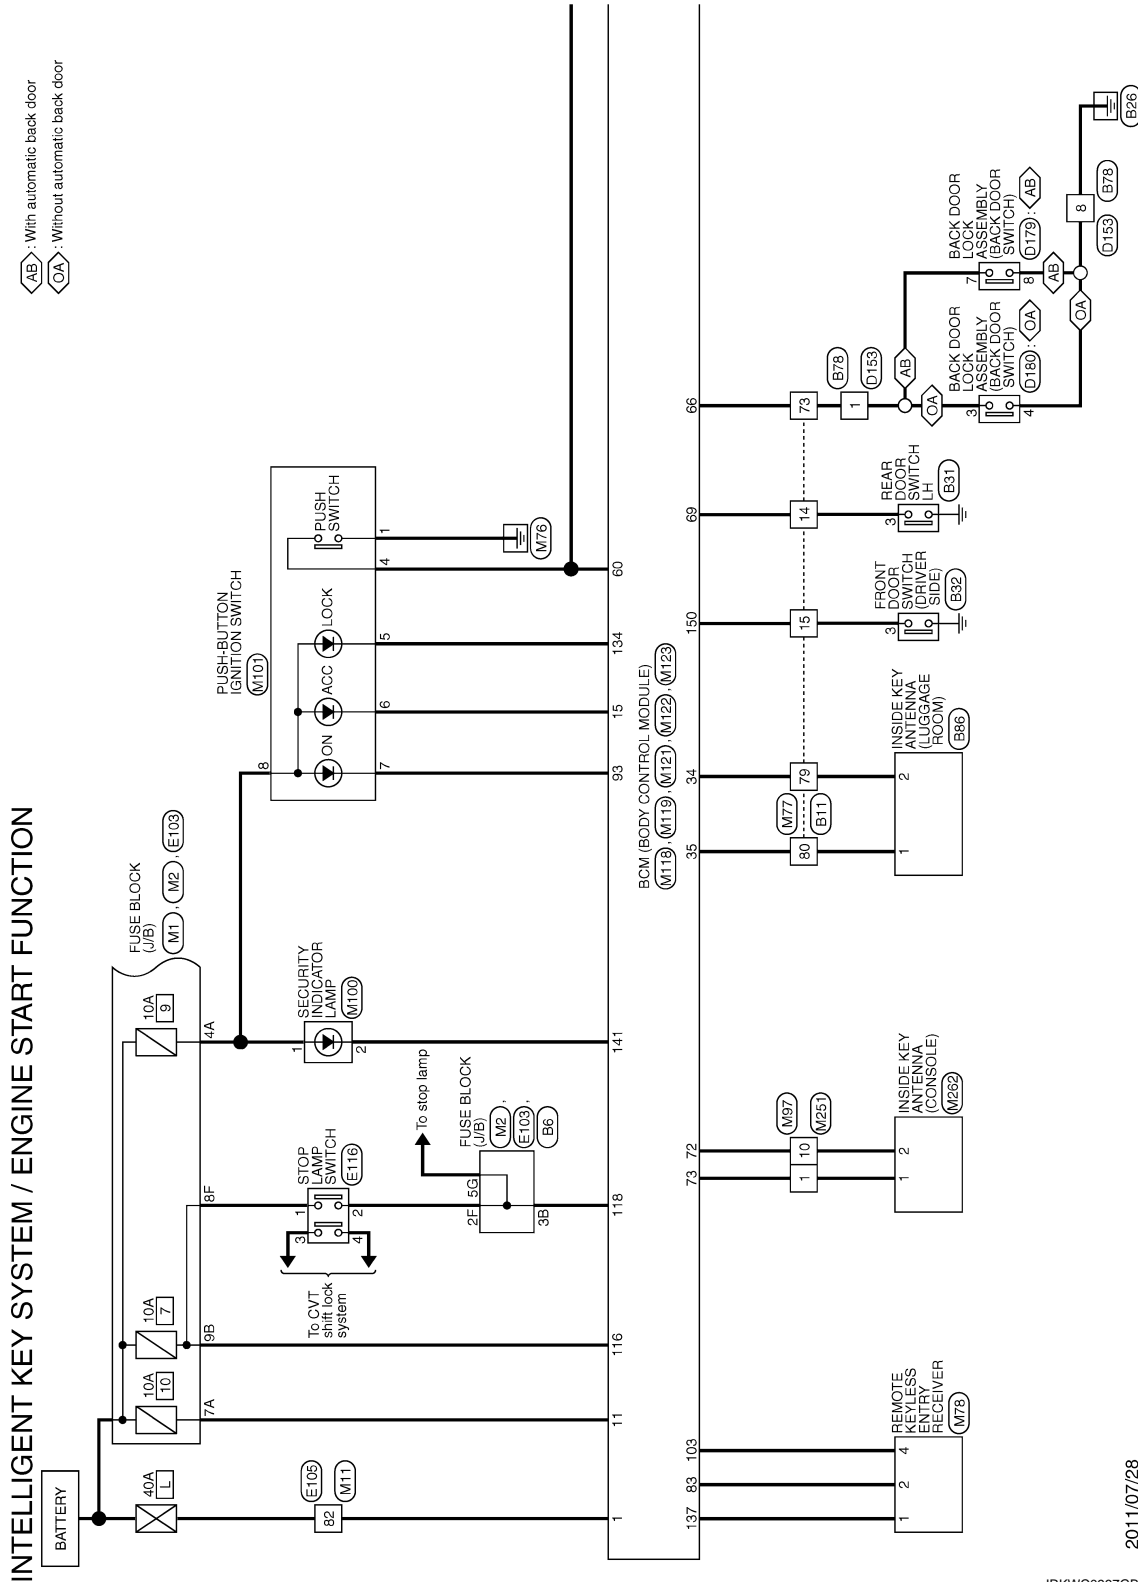 INTELLIGENT KEY SYSTEM / ENGINE START FUNCTION
AB : With automatic back door
OA : Without automatic back door
BATTERY
40A
L
10A
10
10A
7
10A
9
FUSE BLOCK
(J/B)
M1 , M2 , E103
7A
9B
8F
4A
82
E105
M11
To CVT
shift lock
system
3
1
4
2
STOP
LAMP
SWITCH
E116
To stop lamp
2F
5G
3B
FUSE BLOCK
(J/B)
M2 ,
E103 ,
B6
1
2
SECURITY
INDICATOR
LAMP
M100
PUSH-BUTTON
IGNITION SWITCH
M101
8
ON
ACC
LOCK
PUSH
SWITCH
7
6
5
4
1
M76
1
11
116
118
141
93
15
134
60
BCM (BODY CONTROL MODULE)
M118 , M119 , M121 , M122 , M123
137
83
103
73
72
35
34
150
69
66
1
2
4
REMOTE
KEYLESS
ENTRY
RECEIVER
M78
1
10
M97
M251
1
2
INSIDE KEY
ANTENNA
(CONSOLE)
M262
80
79
M77
B11
1
2
INSIDE KEY
ANTENNA
(LUGGAGE
ROOM)
B86
15
3
FRONT
DOOR
SWITCH
(DRIVER
SIDE)
B32
14
3
REAR
DOOR
SWITCH
LH
B31
73
1
B78
D153
AB
OA
3
4
BACK DOOR
LOCK
ASSEMBLY
(BACK DOOR
SWITCH)
D180 : OA
7
8
BACK DOOR
LOCK
ASSEMBLY
(BACK DOOR
SWITCH)
D179 : AB
AB
OA
8
D153
B78
B26
2011/07/28